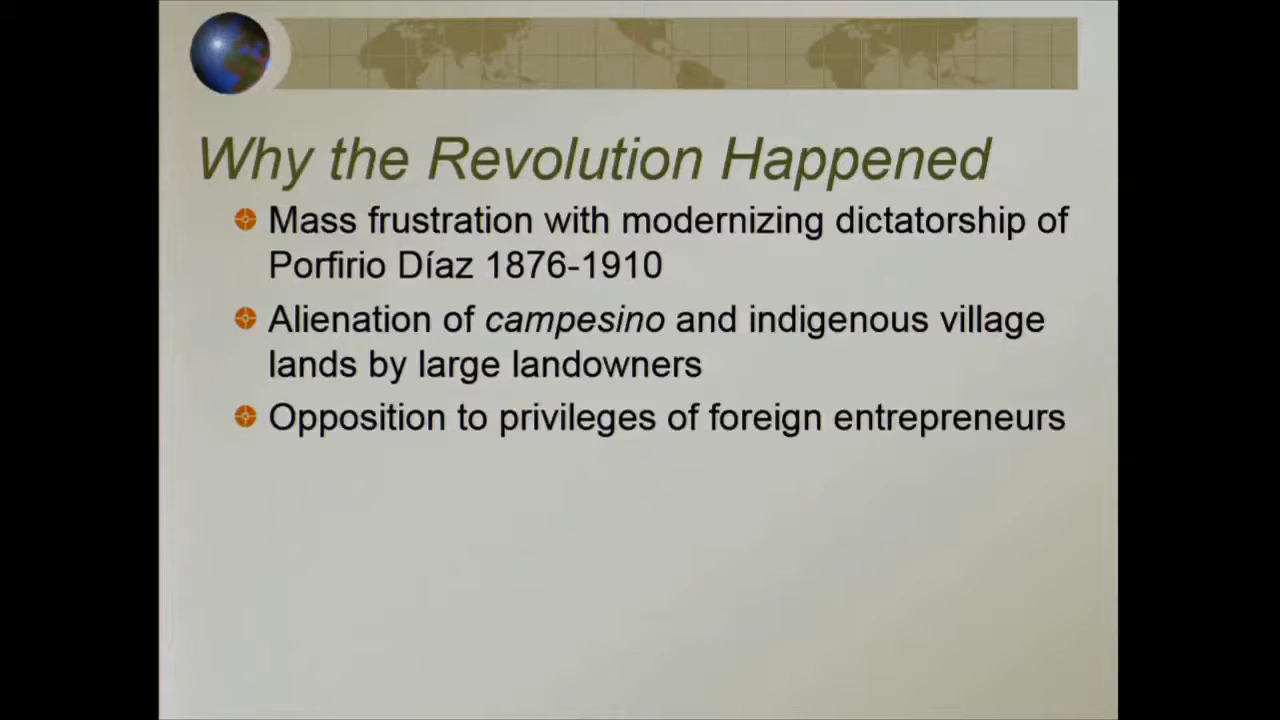 Why the Revolution Happened
Mass frustration with modernizing dictatorship of
Porfirio Díaz 1876-1910
Alienation of campesino and indigenous village
lands by large landowners
Opposition to privileges of foreign entrepreneurs